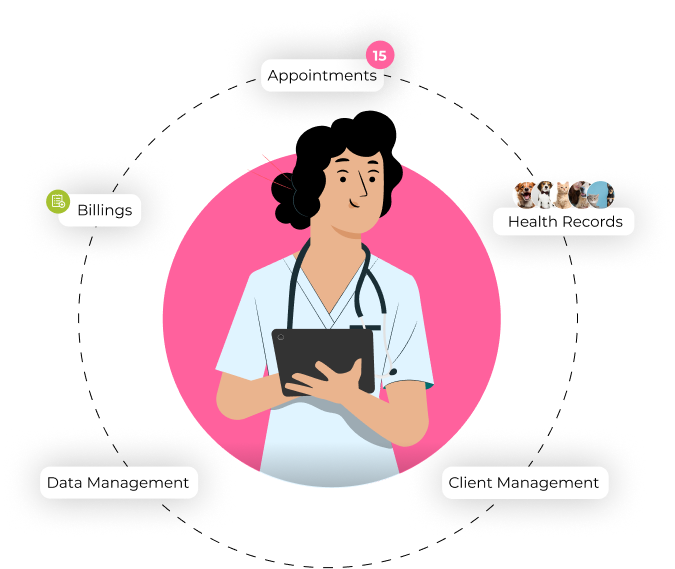 15
Appointments
Billings
Health Records
Data Management
Client Management